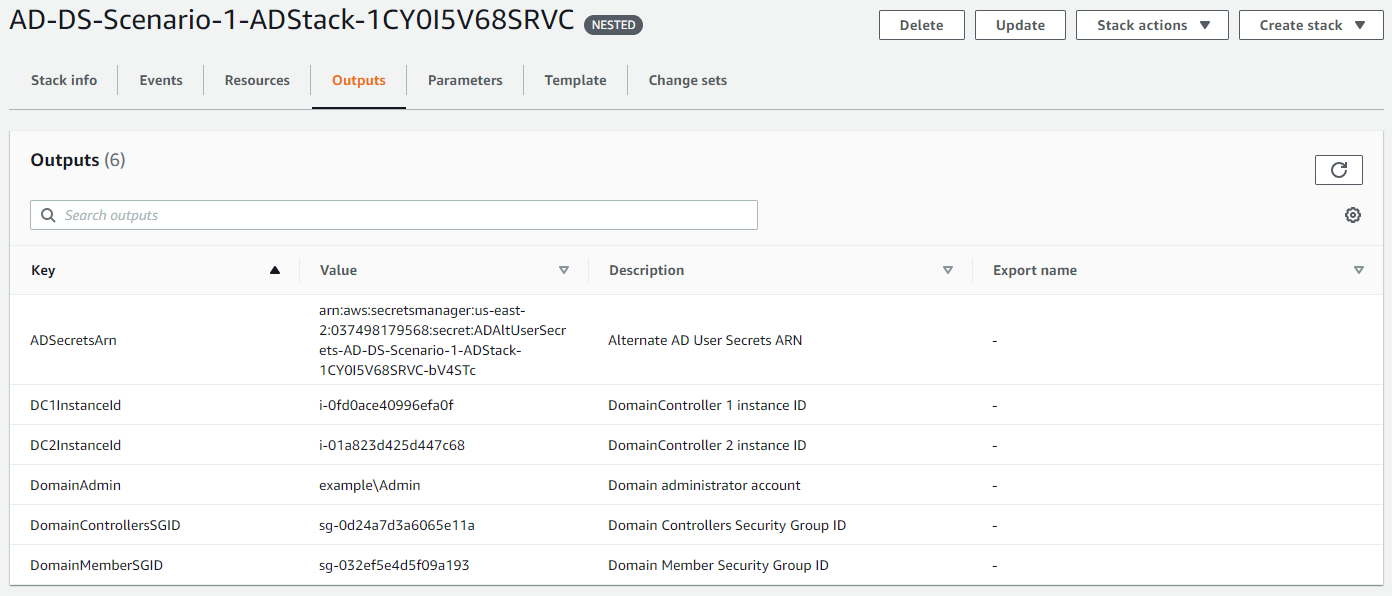 AD-DS-Scenario-1-ADStack-1CY0I5V68SRVC NESTED Delete Update Stack actions Create stack
Stack info Events Resources Outputs Parameters Template Change sets
Outputs (6)
Search outputs
Key Value Description Export name
ADSecretsArn
arn:aws:secretsmanager:us-east-
2:037498179568:secret:ADAltUserSecr
ets-AD-DS-Scenario-1-ADStack-
1CY0I5V68SRVC-bV4STc
Alternate AD User Secrets ARN -
DC1InstanceId i-0fd0ace40996efa0f DomainController 1 instance ID -
DC2InstanceId i-01a823d425d447c68 DomainController 2 instance ID -
DomainAdmin example\Admin Domain administrator account -
DomainControllersSGID sg-0d24a7d3a6065e11a Domain Controllers Security Group ID -
DomainMemberSGID sg-032ef5e4d5f09a193 Domain Member Security Group ID -